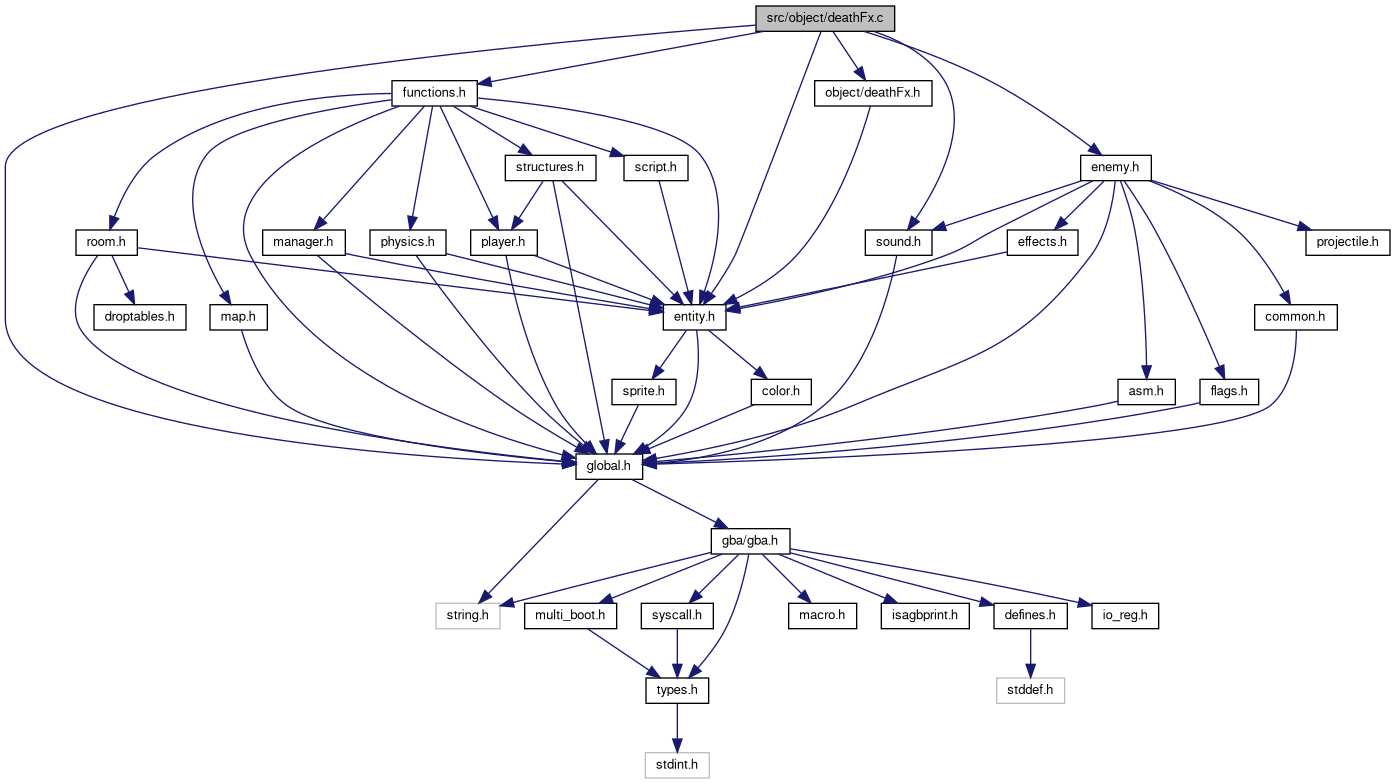 src/object/deathFx.c
functions.h
object/deathFx.h
structures.h
script.h
enemy.h
room.h
manager.h
physics.h
player.h
sound.h
effects.h
projectile.h
droptables.h
map.h
entity.h
common.h
sprite.h
color.h
asm.h
flags.h
global.h
gba/gba.h
string.h
multi_boot.h
syscall.h
macro.h
isagbprint.h
defines.h
io_reg.h
types.h
stddef.h
stdint.h